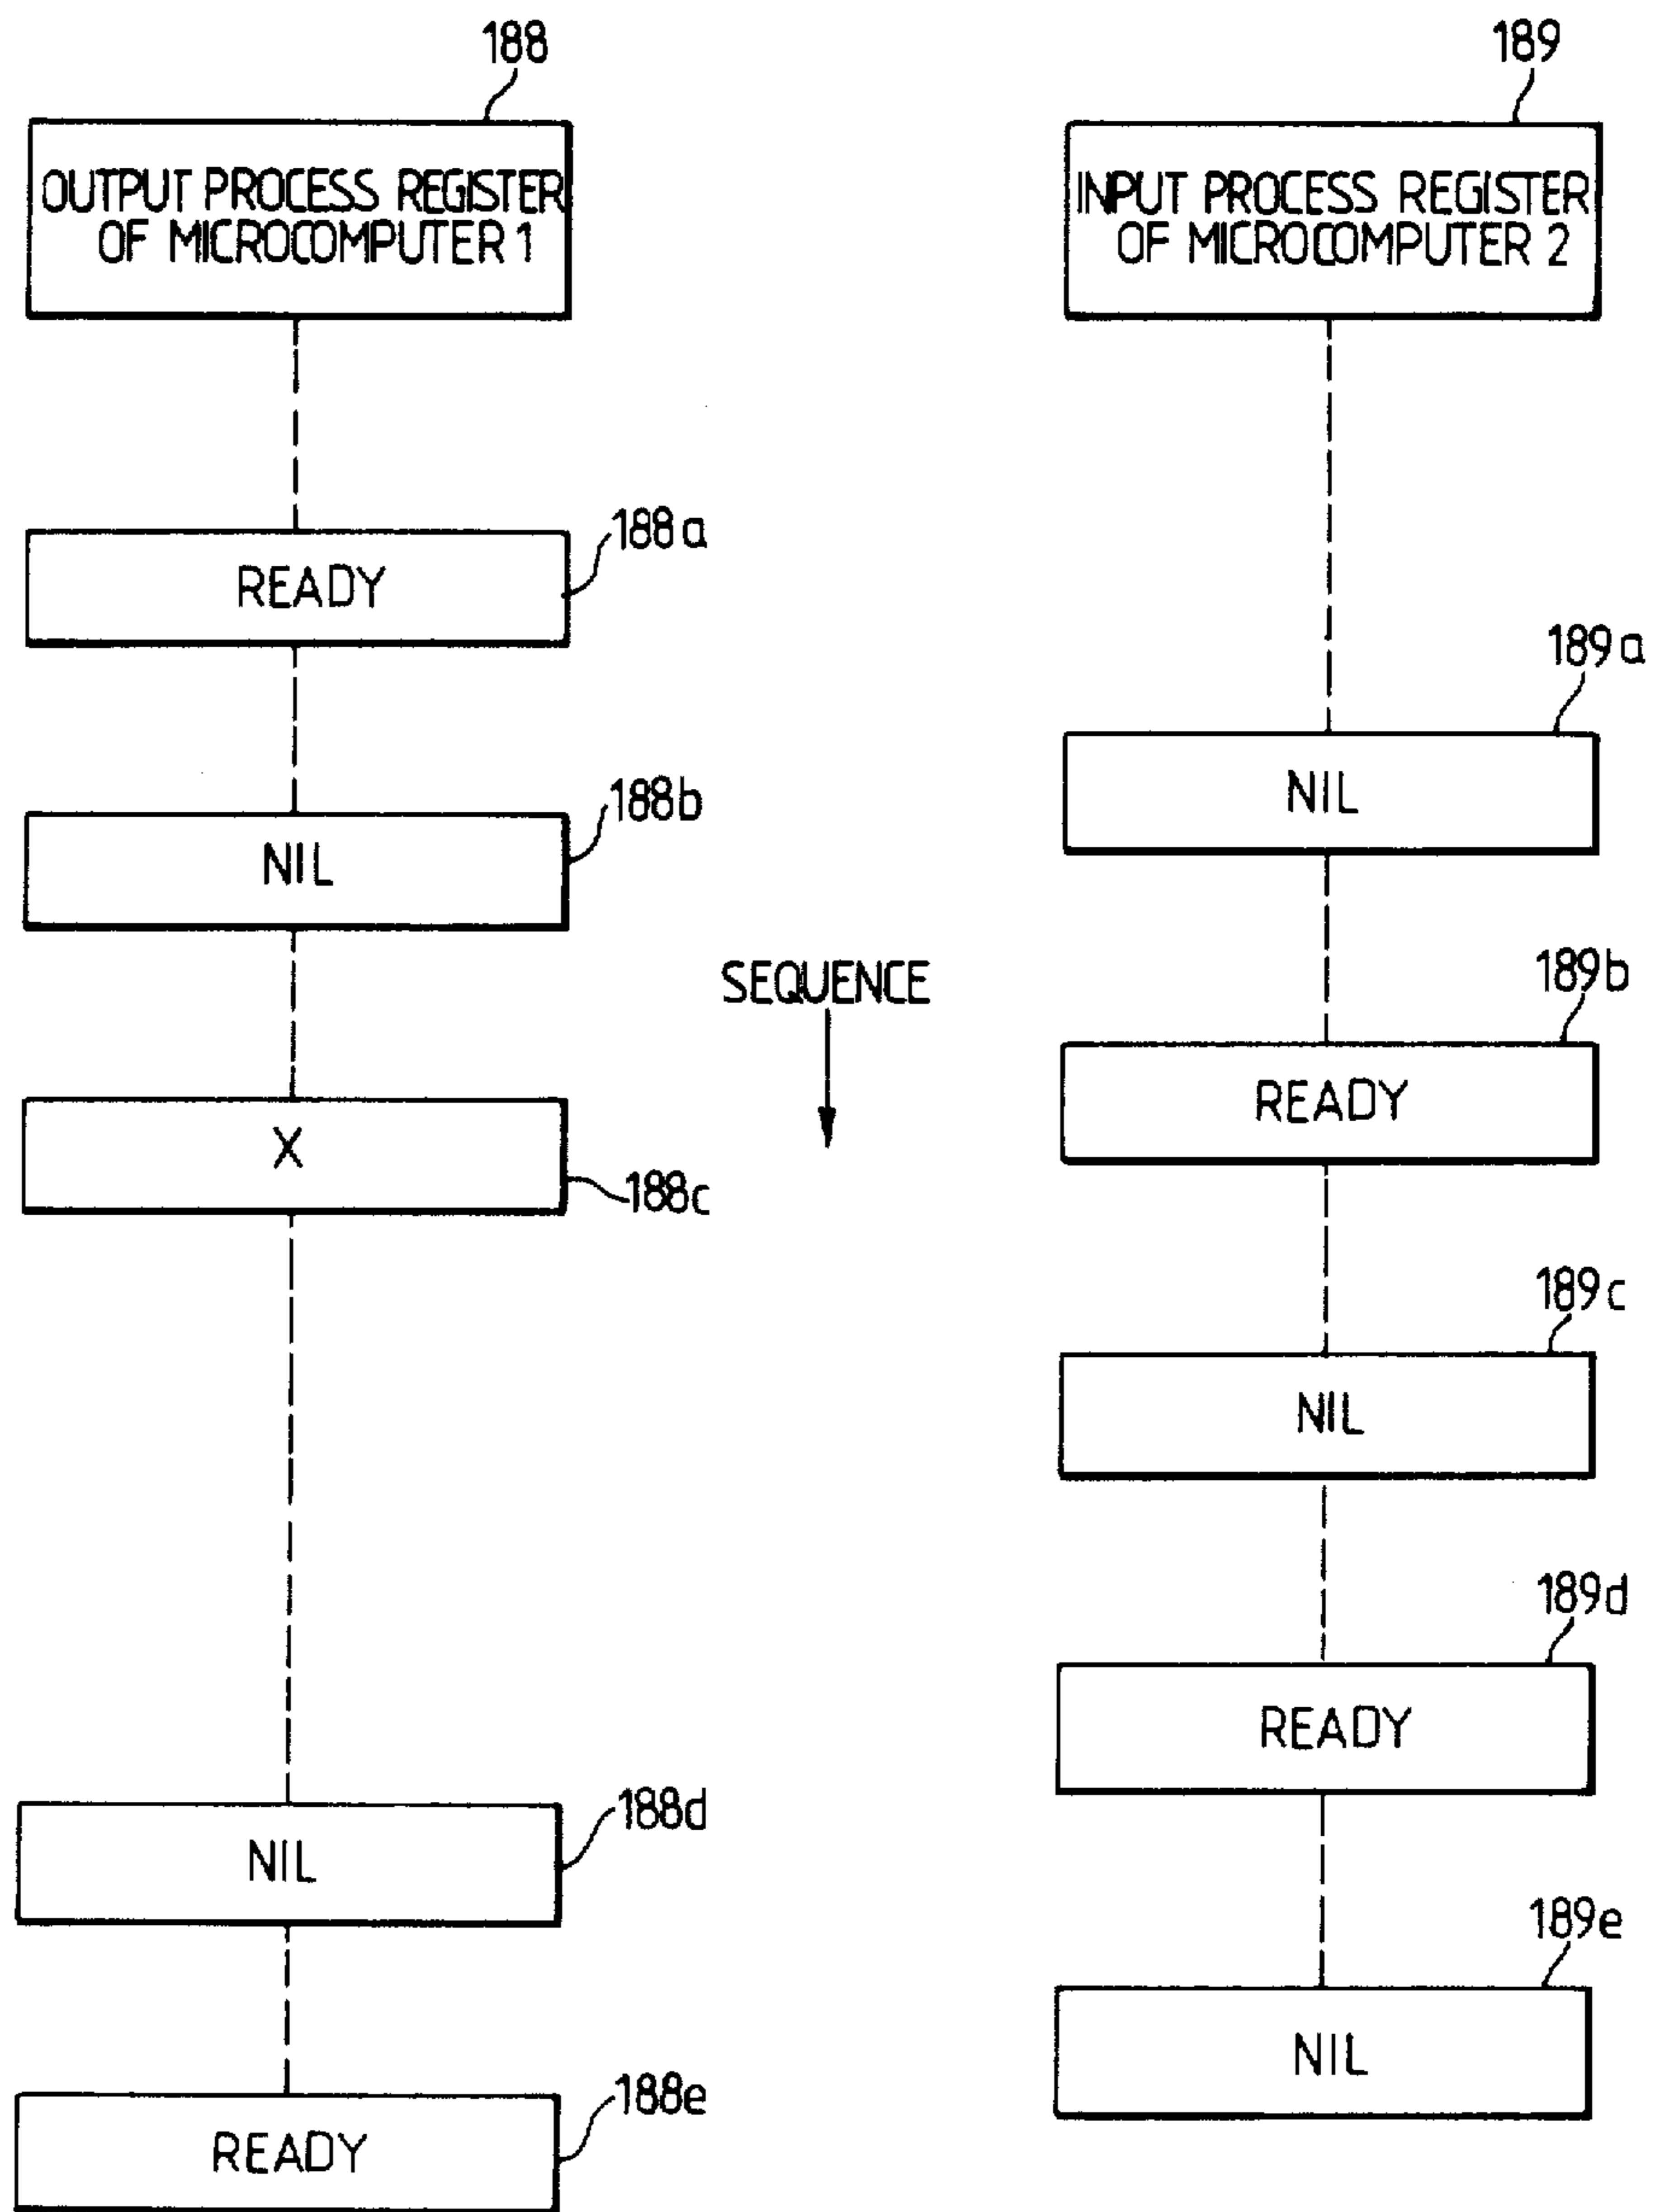 188
OUTPUT PROCESS REGISTER
OF MICROCOMPUTER 1
188a
READY
188b
NIL
X
188c
188d
NIL
188e
READY
SEQUENCE
189
INPUT PROCESS REGISTER
OF MICROCOMPUTER 2
189a
NIL
189b
READY
189c
NIL
189d
READY
189e
NIL